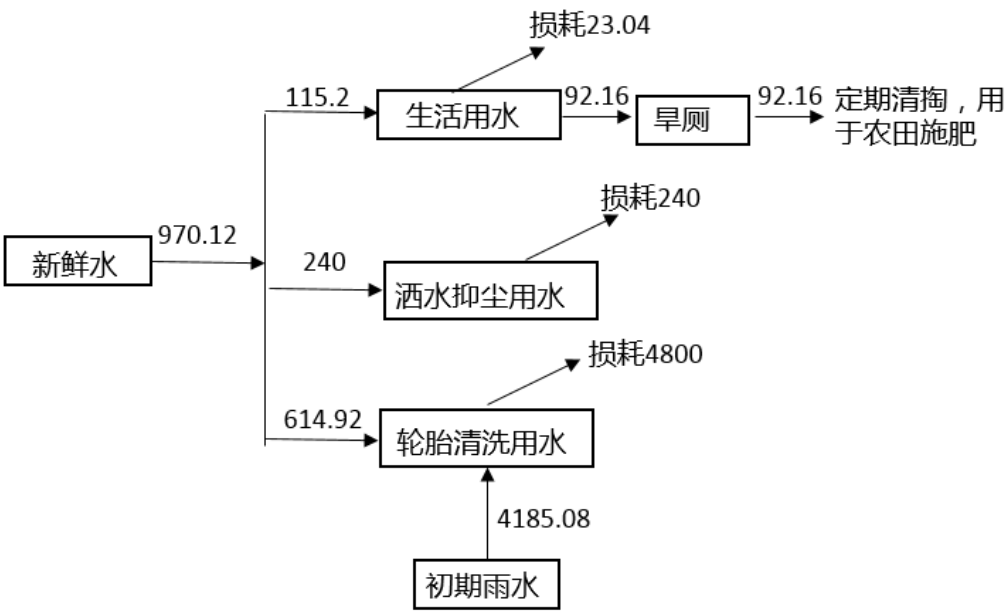 损耗23.04
115.2
生活用水
92.16
旱厕
92.16
定期清掏，用
于农田施肥
损耗240
新鲜水
970.12
240
洒水抑尘用水
损耗4800
614.92
轮胎清洗用水
4185.08
初期雨水